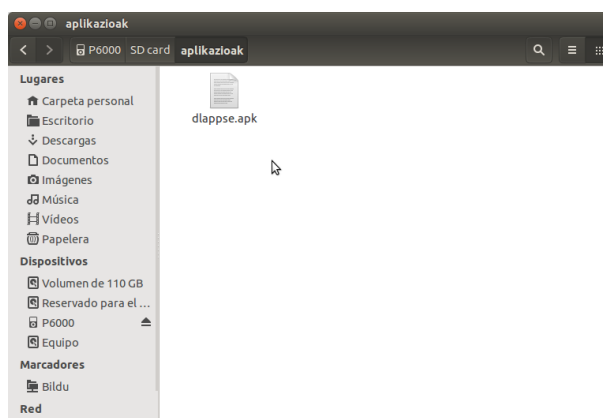 aplikazioak
P6000 SD card aplikazioak
Lugares
Carpeta personal
Escritorio
Descargas
Documentos
Imágenes
Música
Vídeos
Papelera
Dispositivos
Volumen de 110 GB
Reservado para el ...
P6000
Equipo
Marcadores
Bildu
Red
dlappse.apk